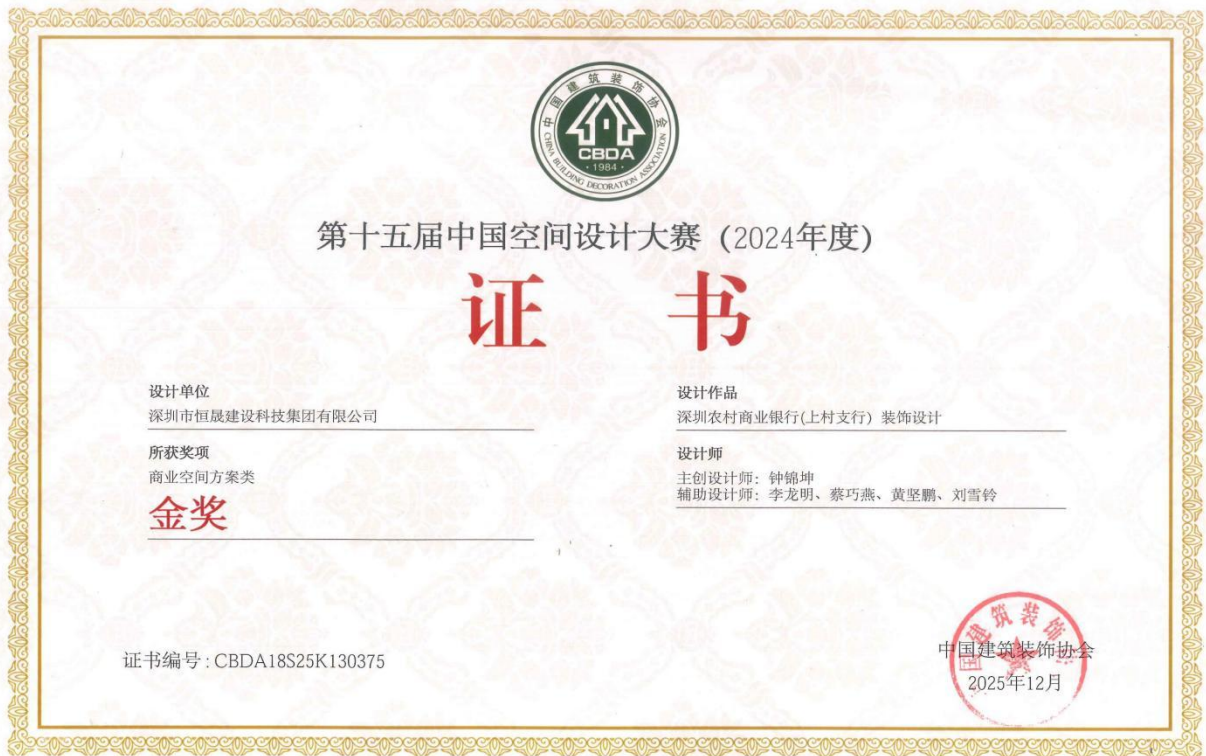 中国建筑装饰协会
CBDA
·1984·
CHINA BUILDING DECORATION ASSOCIATION
第十五届中国空间设计大赛（2024年度）
证 书
设计单位
深圳市恒晟建设科技集团有限公司
所获奖项
商业空间方案类
金奖
设计作品
深圳农村商业银行(上村支行）装饰设计
设计师
主创设计师：钟锦坤
辅助设计师：李龙明、蔡巧燕、黄坚鹏、刘雪铃
证书编号：CBDA18S25K130375
中国建筑装饰协会
2025年12月